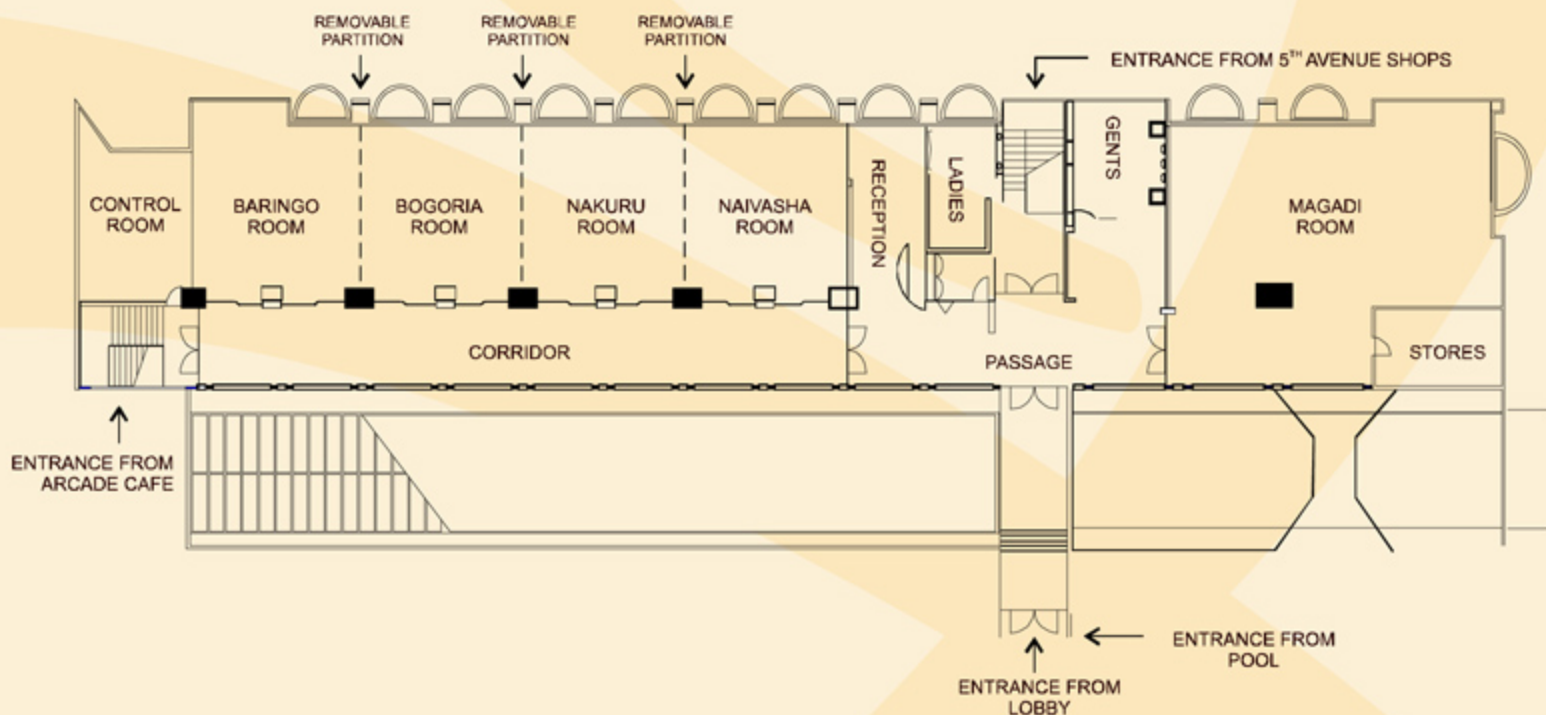 REMOVABLE
PARTITION
REMOVABLE
PARTITION
REMOVABLE
PARTITION
ENTRANCE FROM 5TH AVENUE SHOPS
CONTROL
ROOM
BARINGO
ROOM
BOGORIA
ROOM
NAKURU
ROOM
NAIVASHA
ROOM
RECEPTION
LADIES
GENTS
MAGADI
ROOM
CORRIDOR
PASSAGE
STORES
ENTRANCE FROM
ARCADE CAFE
ENTRANCE FROM
POOL
ENTRANCE FROM
LOBBY